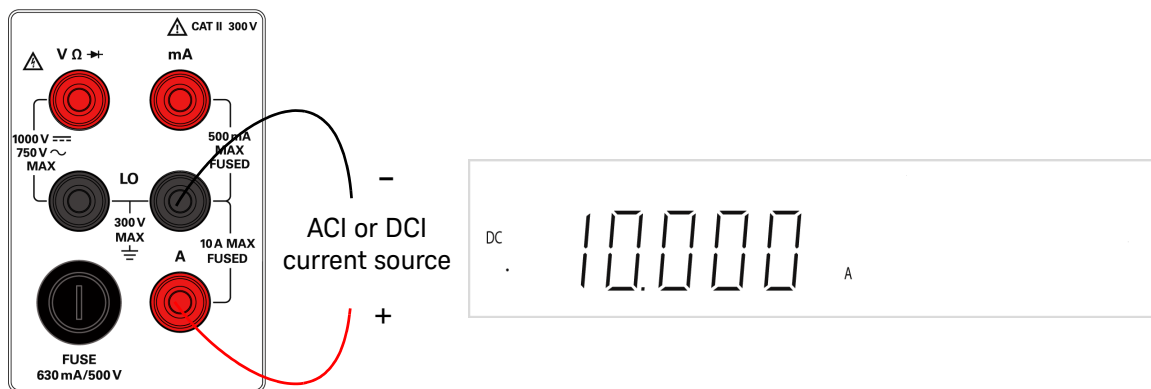 CAT II 300 V
V Ω
mA
1000 V
750 V
MAX
500 mA
MAX
FUSED
LO
300 V
MAX
10 A MAX
FUSED
A
FUSE
630 mA/500 V
–
ACI or DCI
current source
+
DC
10.000
A